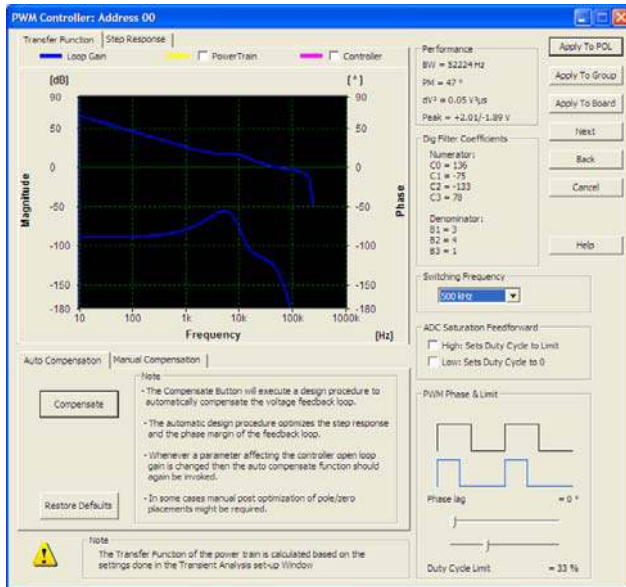 PWM Controller: Address 00
Transfer Function
Step Response
Loop Gain
PowerTrain
Controller
[dB]
[°]
90
50
0
-50
-100
-150
-180
Magnitude
90
50
0
-50
-100
-150
-180
Phase
10
100
1k
10k
100k
1000k
Frequency
[Hz]
Performance
BW = 52224 Hz
PM = 47 °
dV² = 0.05 V²µs
Peak = +2.01/-1.89 V
Dig Filter Coefficients
Numerator:
C0 = 136
C1 = -75
C2 = -133
C3 = 78
Denominator:
B1 = 3
B2 = 4
B3 = 1
Apply To POL
Apply To Group
Apply To Board
Next
Back
Cancel
Help
Switching Frequency
500 kHz
ADC Saturation Feedforward
High: Sets Duty Cycle to Limit
Low: Sets Duty Cycle to 0
PWM Phase & Limit
Phase lag = 0 °
Duty Cycle Limit = 33 %
Auto Compensation
Manual Compensation
Compensate
Restore Defaults
Note
- The Compensate Button will execute a design procedure to
automatically compensate the voltage feedback loop.
- The automatic design procedure optimizes the step response
and the phase margin of the feedback loop.
- Whenever a parameter affecting the controller open loop
gain is changed then the auto compensate function should
again be invoked.
- In some cases manual post optimization of pole/zero
placements might be required.
Note
The Transfer Function of the power train is calculated based on the
settings done in the Transient Analysis set-up Window